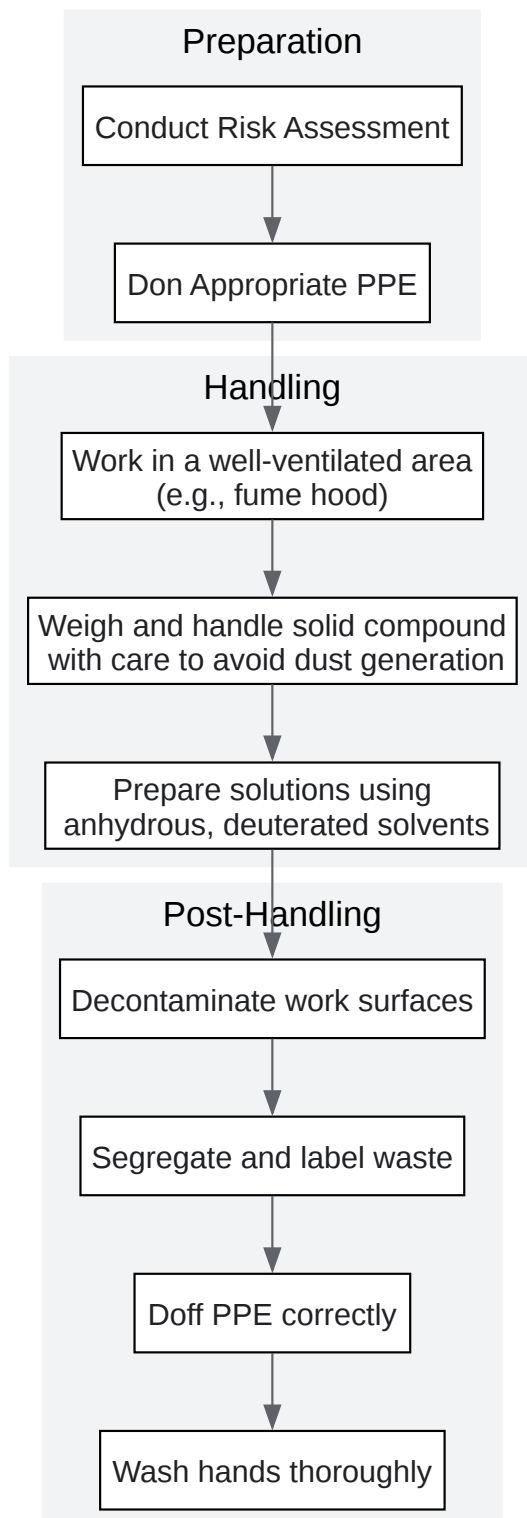 Preparation
Conduct Risk Assessment
Don Appropriate PPE
Handling
Work in a well-ventilated area
(e.g., fume hood)
Weigh and handle solid compound
with care to avoid dust generation
Prepare solutions using
anhydrous, deuterated solvents
Post-Handling
Decontaminate work surfaces
Segregate and label waste
Doff PPE correctly
Wash hands thoroughly